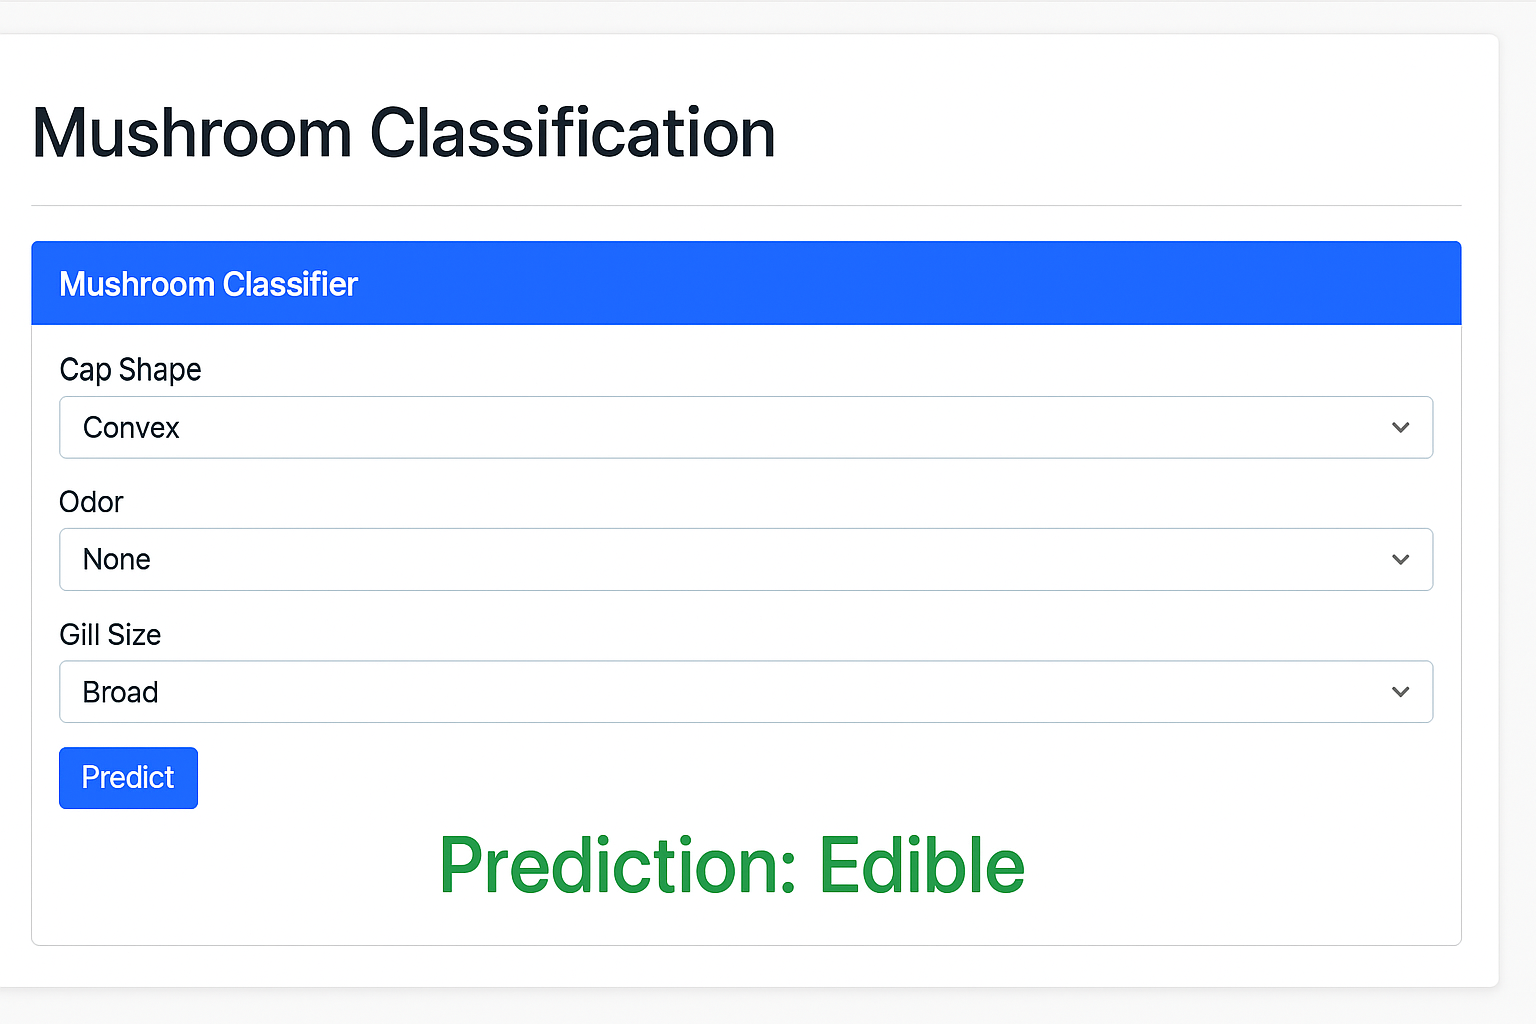 Mushroom Classification
Mushroom Classifier
Cap Shape
Convex
Odor
None
Gill Size
Broad
Predict
Prediction: Edible